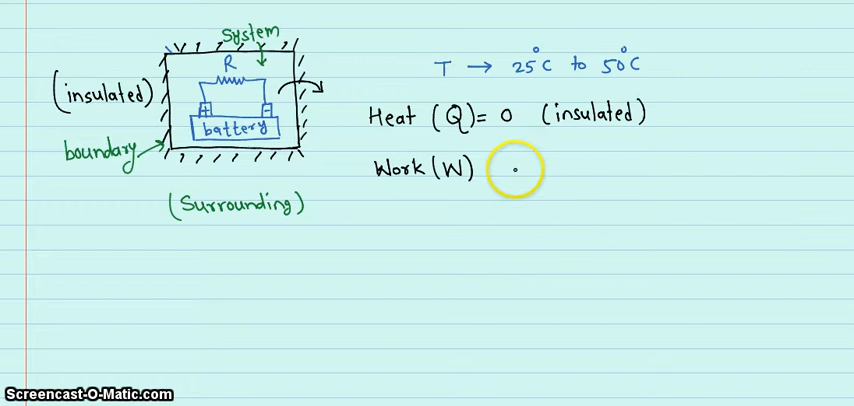 System
R
(insulated)
+ -
battery
boundary
(Surrounding)
T → 25°C to 50°C
Heat (Q) = 0 (insulated)
Work (W)
Screencast-O-Matic.com